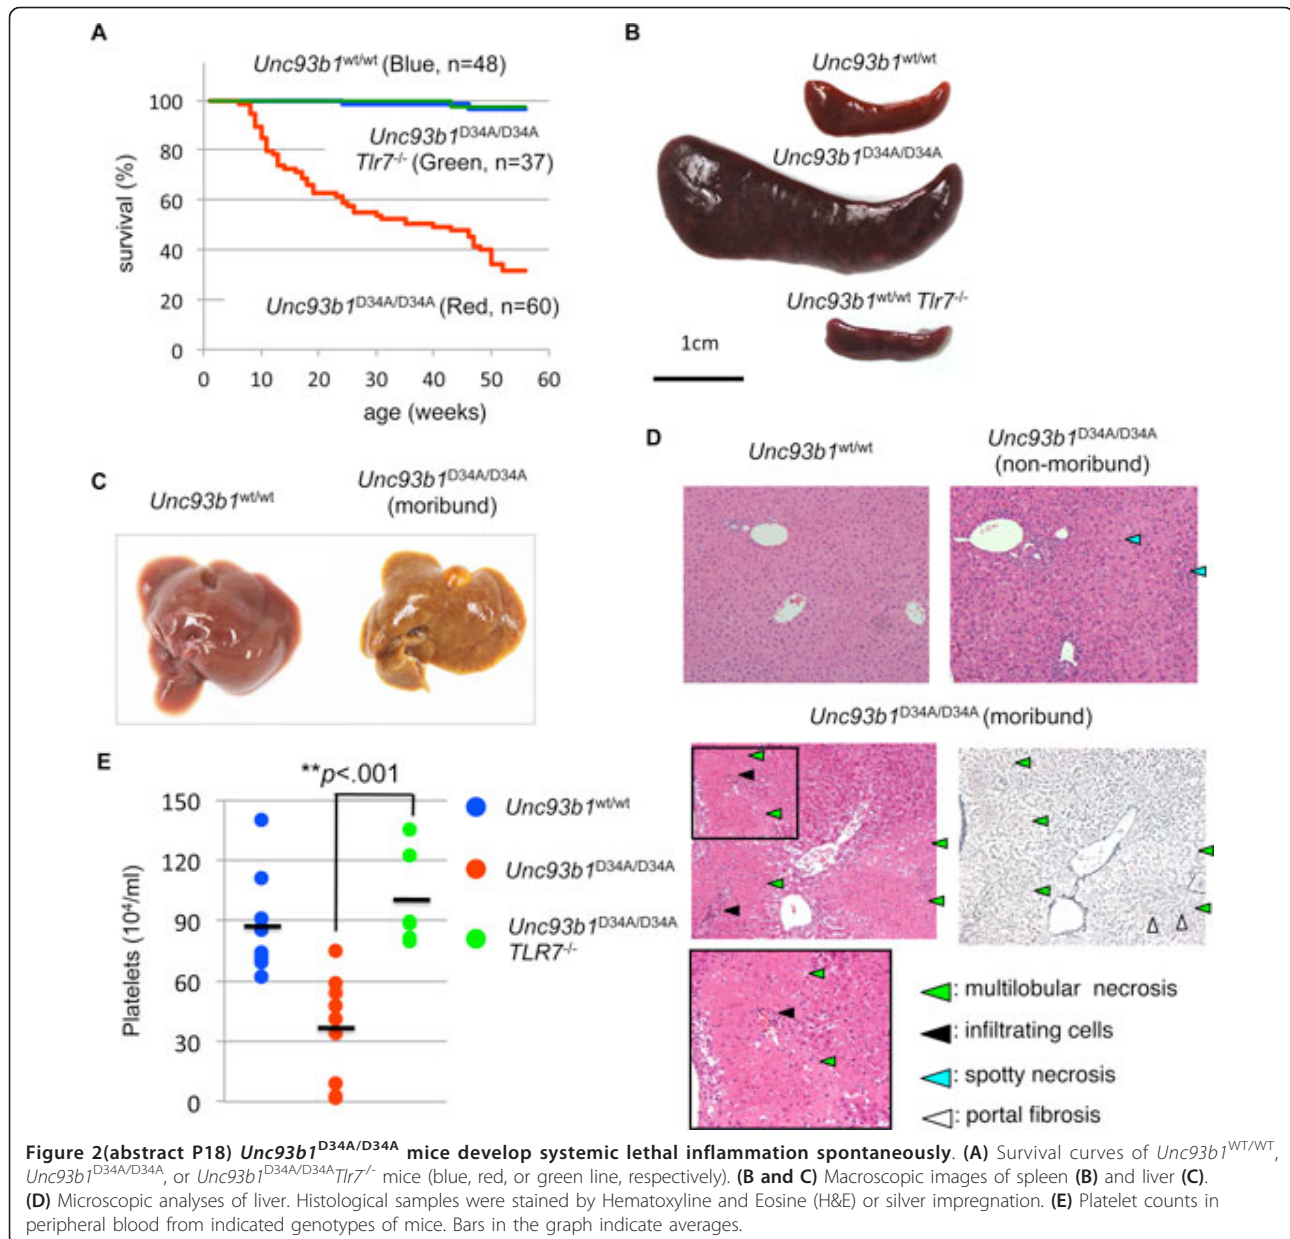 A
Unc93b1wt/wt (Blue, n=48)
100
80
60
40
20
0
survival (%)
Unc93b1D34A/D34A
Tlr7-/- (Green, n=37)
Unc93b1D34A/D34A (Red, n=60)
0 10 20 30 40 50 60
age (weeks)
B
Unc93b1wt/wt
Unc93b1D34A/D34A
Unc93b1wt/wt Tlr7-/-
1cm
C
Unc93b1wt/wt
Unc93b1D34A/D34A
(moribund)
D
Unc93b1wt/wt
Unc93b1D34A/D34A
(non-moribund)
Unc93b1D34A/D34A (moribund)
: multilobular necrosis
: infiltrating cells
: spotty necrosis
: portal fibrosis
E
**p<.001
150
120
90
60
30
0
Platelets (10⁴/ml)
Unc93b1wt/wt
Unc93b1D34A/D34A
Unc93b1D34A/D34A
TLR7-/-
Figure 2(abstract P18) Unc93b1D34A/D34A mice develop systemic lethal inflammation spontaneously. (A) Survival curves of Unc93b1WT/WT,
Unc93b1D34A/D34A, or Unc93b1D34A/D34ATlr7-/- mice (blue, red, or green line, respectively). (B and C) Macroscopic images of spleen (B) and liver (C).
(D) Microscopic analyses of liver. Histological samples were stained by Hematoxyline and Eosine (H&E) or silver impregnation. (E) Platelet counts in
peripheral blood from indicated genotypes of mice. Bars in the graph indicate averages.